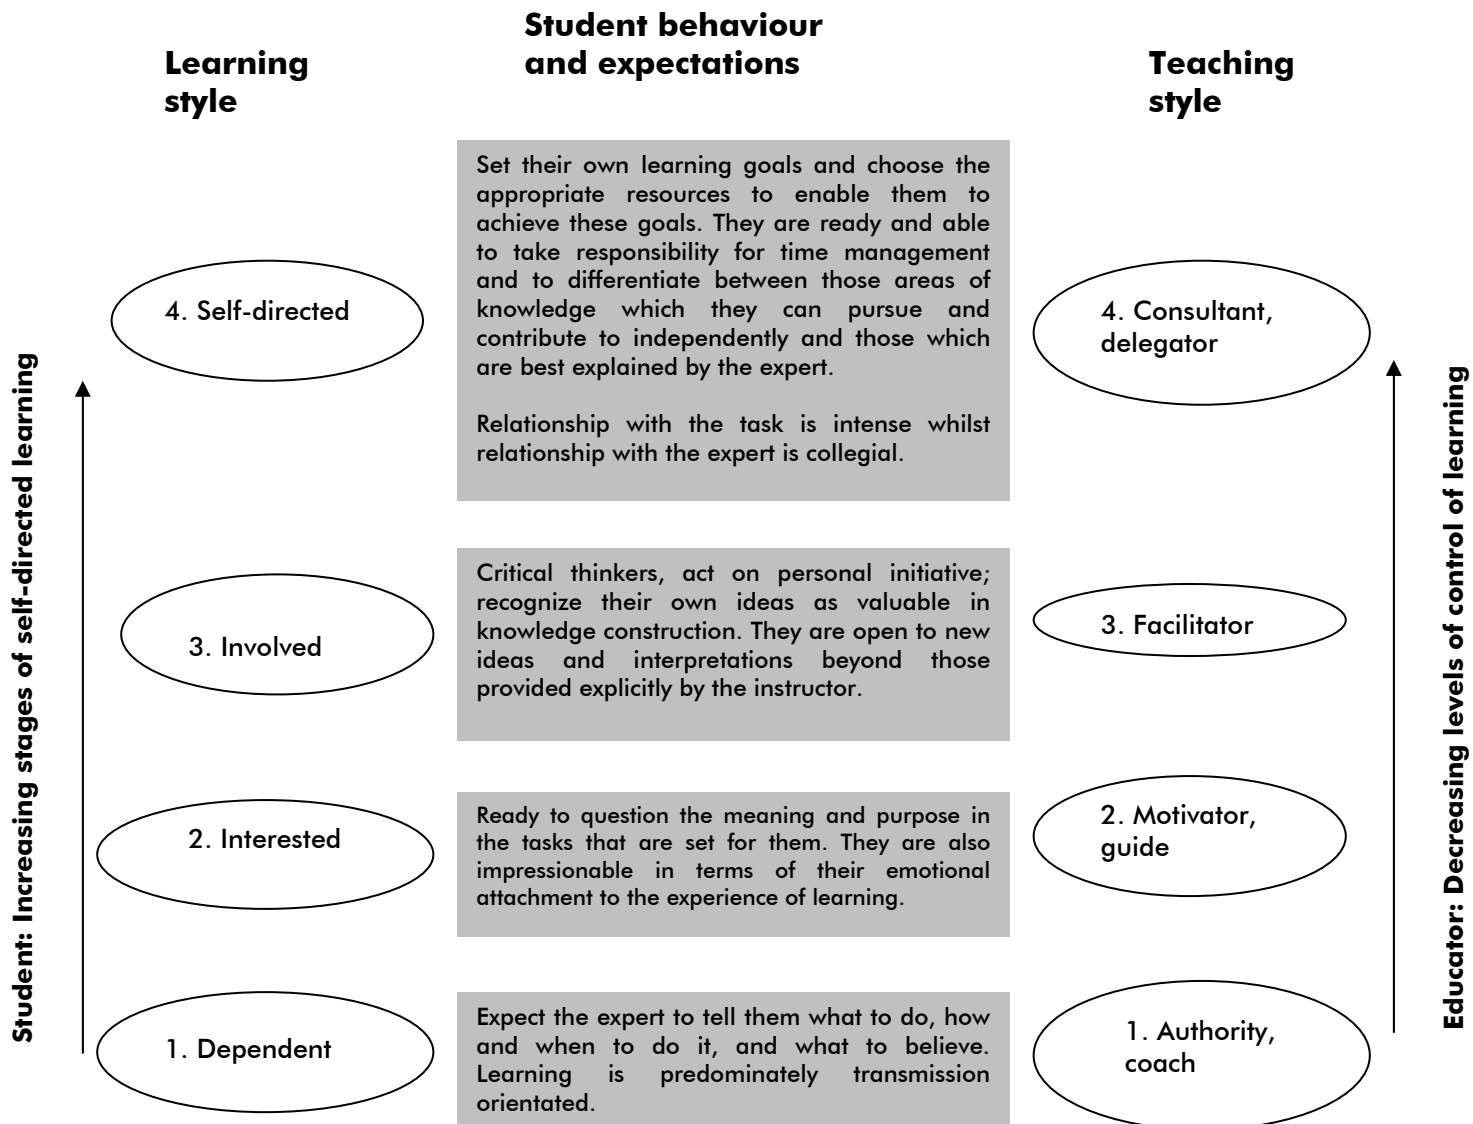 Student behaviour
and expectations
Learning
style
Teaching
style
Set their own learning goals and choose the
appropriate resources to enable them to
achieve these goals. They are ready and able
to take responsibility for time management
and to differentiate between those areas of
knowledge which they can pursue and
contribute to independently and those which
are best explained by the expert.
Relationship with the task is intense whilst
relationship with the expert is collegial.
4. Self-directed
4. Consultant,
delegator
Critical thinkers, act on personal initiative;
recognize their own ideas as valuable in
knowledge construction. They are open to new
ideas and interpretations beyond those
provided explicitly by the instructor.
3. Involved
3. Facilitator
Ready to question the meaning and purpose in
the tasks that are set for them. They are also
impressionable in terms of their emotional
attachment to the experience of learning.
2. Interested
2. Motivator,
guide
Expect the expert to tell them what to do, how
and when to do it, and what to believe.
Learning is predominately transmission
orientated.
1. Dependent
1. Authority,
coach
Student: Increasing stages of self-directed learning
Educator: Decreasing levels of control of learning